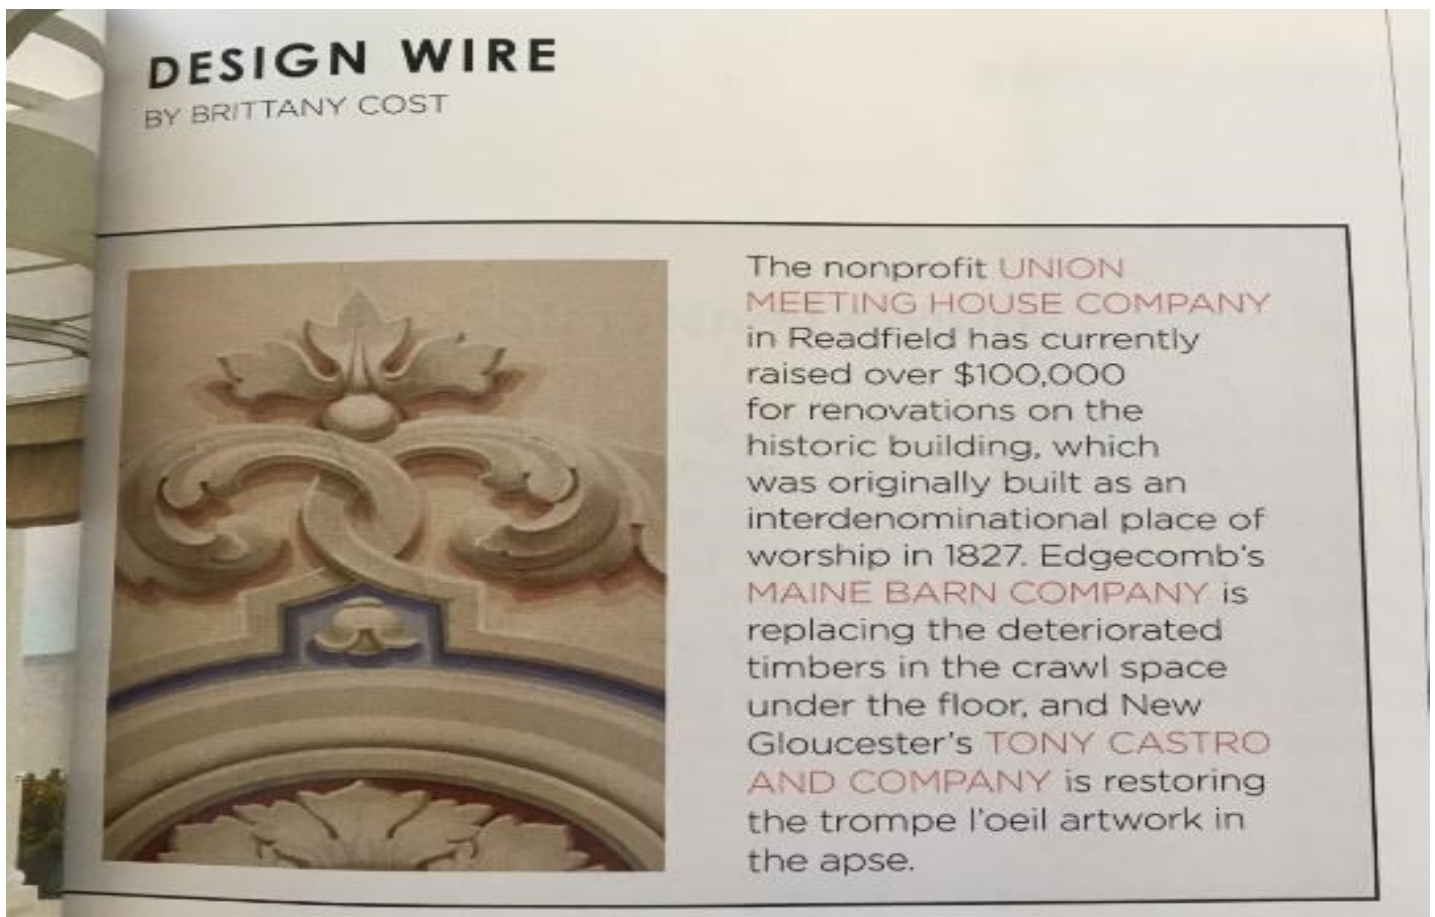 DESIGN WIRE
BY BRITTANY COST
The nonprofit UNION
MEETING HOUSE COMPANY
in Readfield has currently
raised over $100,000
for renovations on the
historic building, which
was originally built as an
interdenominational place of
worship in 1827. Edgecomb's
MAINE BARN COMPANY is
replacing the deteriorated
timbers in the crawl space
under the floor, and New
Gloucester's TONY CASTRO
AND COMPANY is restoring
the trompe l'oeil artwork in
the apse.